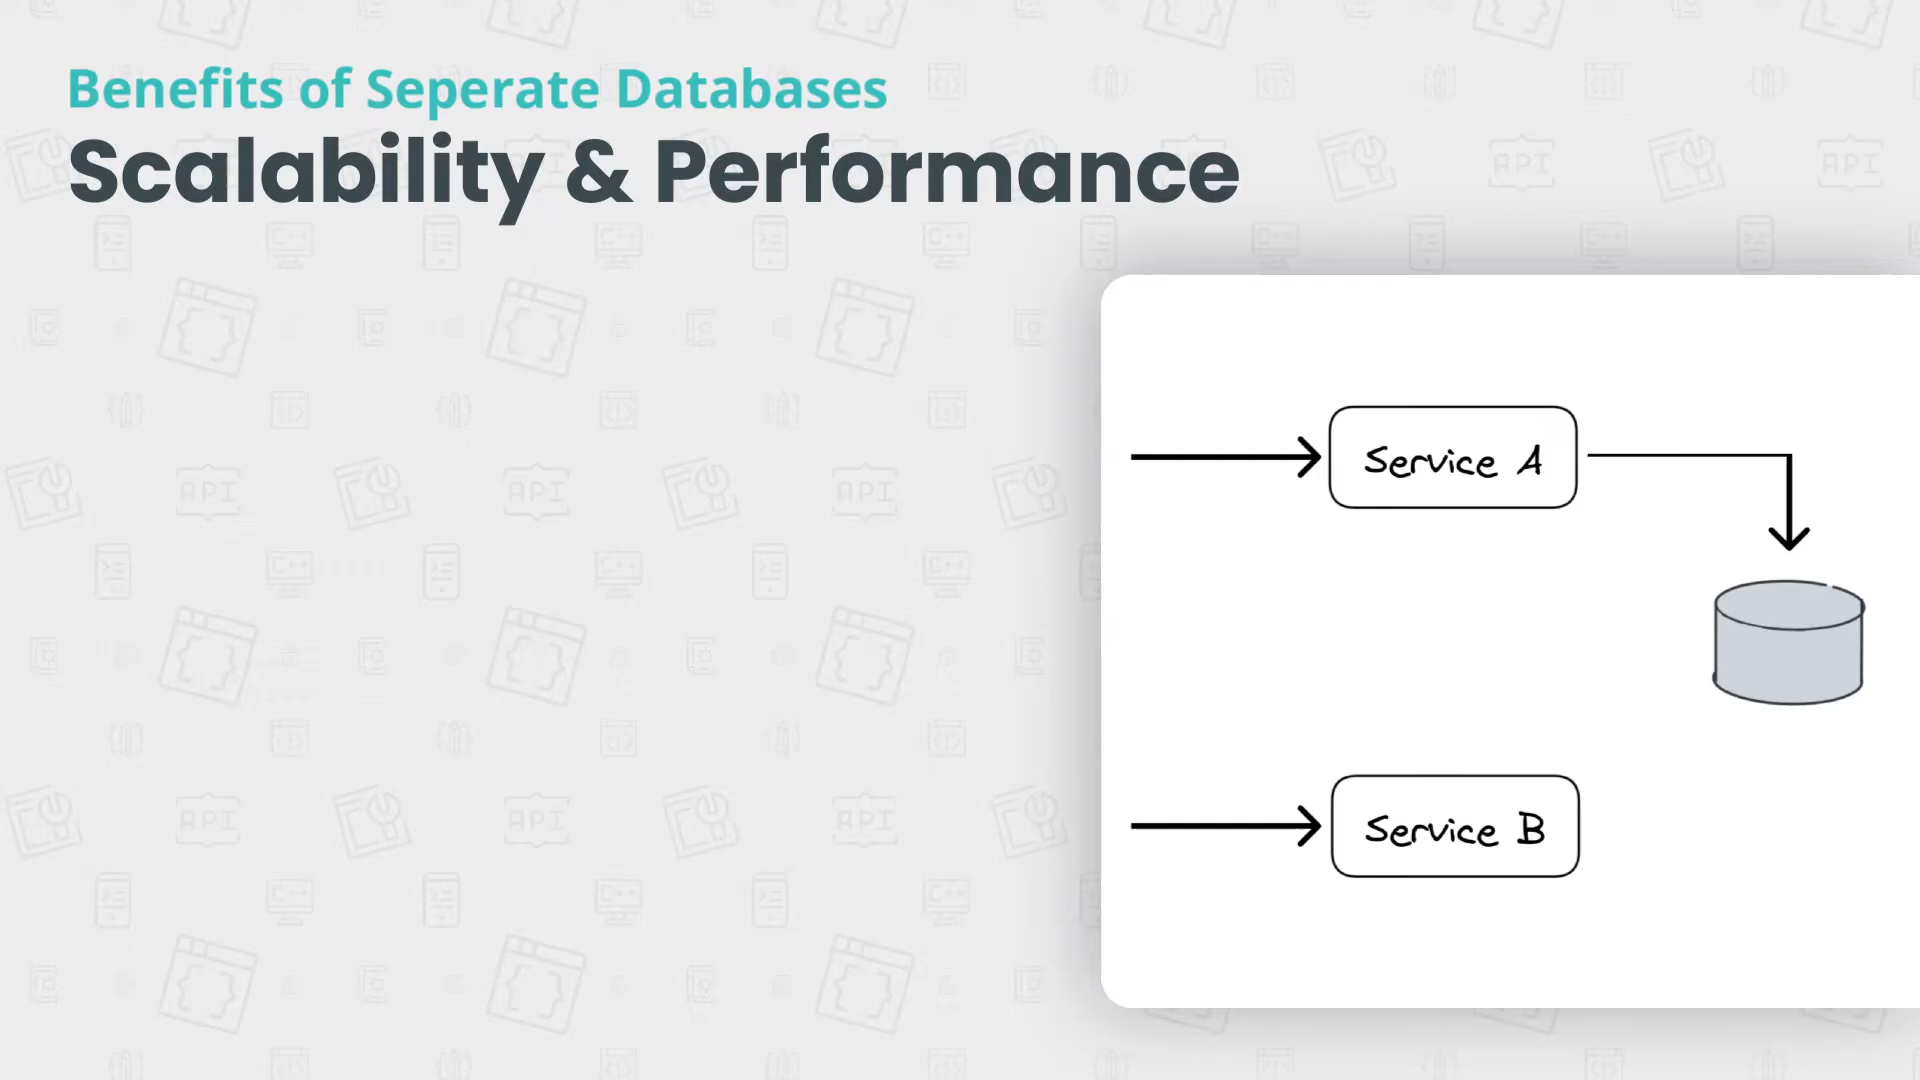 Benefits of Seperate Databases
Scalability & Performance
Service A
Service B